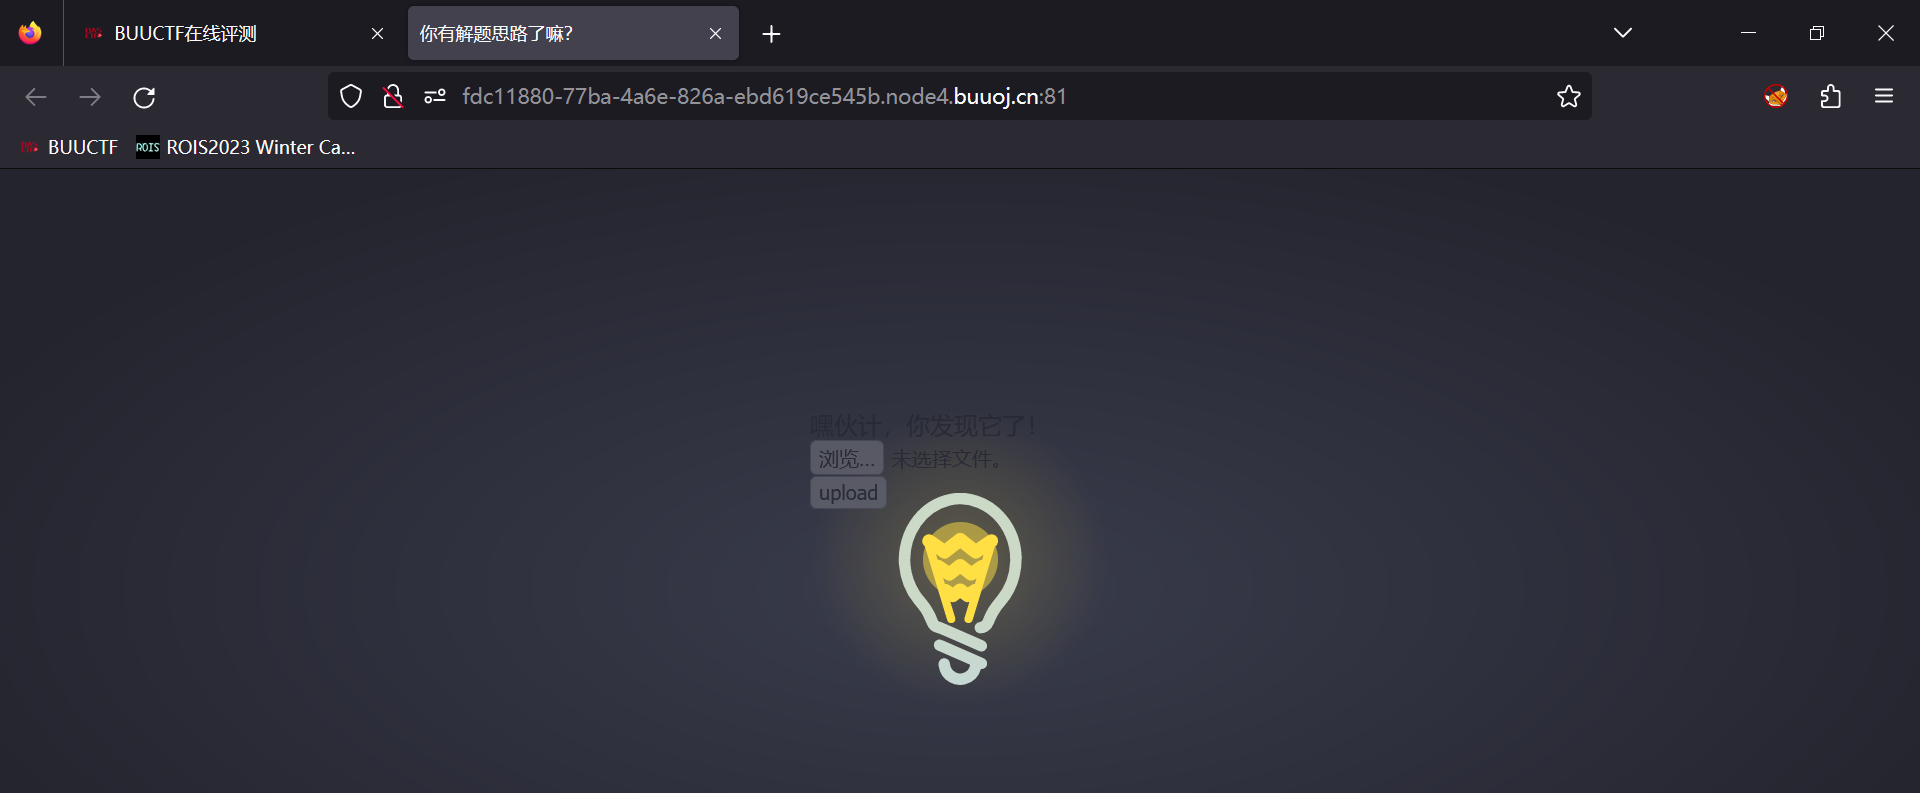 BUUCTF在线评测
你有解题思路了嘛?
fdc11880-77ba-4a6e-826a-ebd619ce545b.node4.buuoj.cn:81
BUUCTF
ROIS
ROIS2023 Winter Ca...
嘿伙计，你发现它了！
浏览... 未选择文件。
upload